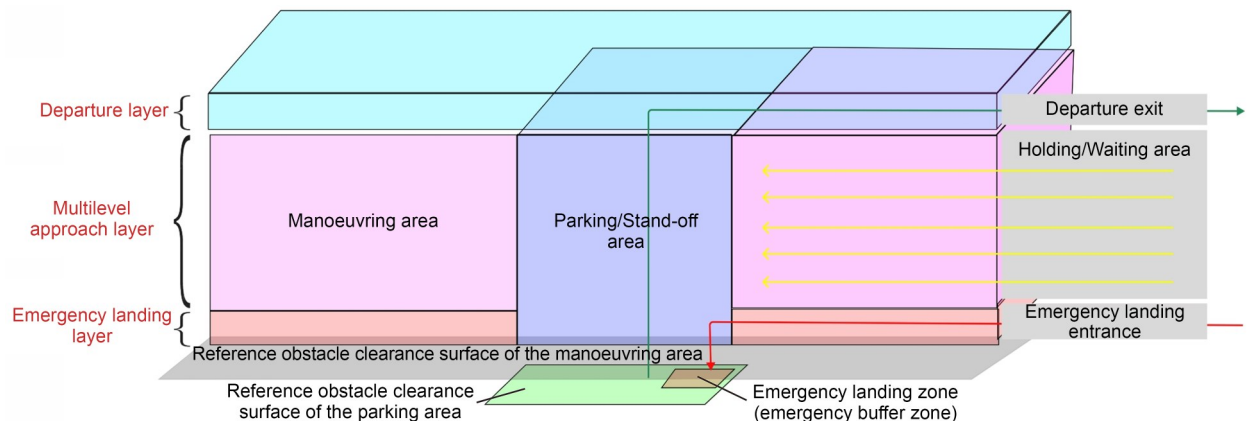 Departure layer
Departure exit
Holding/Waiting area
Multilevel
approach layer
Manoeuvring area
Parking/Stand-off
area
Emergency landing
layer
Emergency landing
entrance
Reference obstacle clearance surface of the manoeuvring area
Reference obstacle clearance
surface of the parking area
Emergency landing zone
(emergency buffer zone)